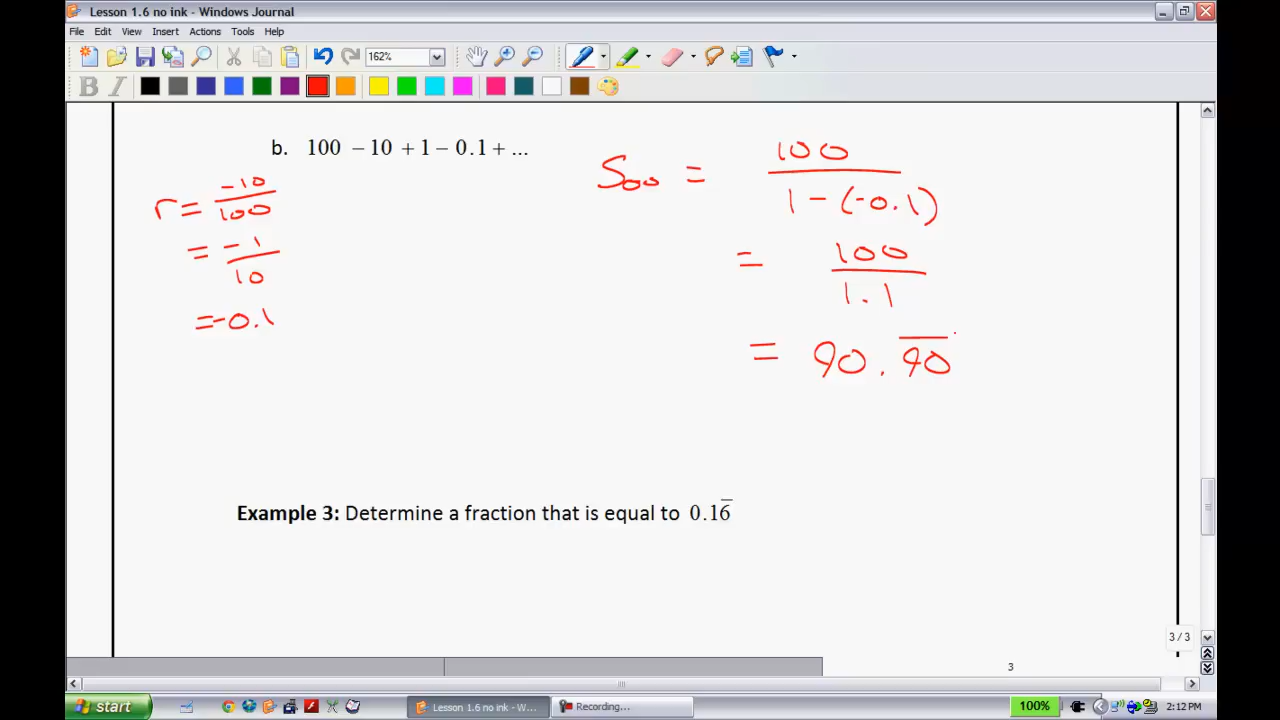 Lesson 1.6 no ink - Windows Journal
File Edit View Insert Actions Tools Help
162%
B I
b. 100 − 10 + 1 − 0.1 + ...
r = -10/100
= -1/10
= -0.1
S∞ = 100/(1 - (-0.1))
= 100/1.1
= 90.9̅0̅
Example 3: Determine a fraction that is equal to 0.16̅
3 / 3
3
start
Lesson 1.6 no ink - W...
Recording...
100%
2:12 PM